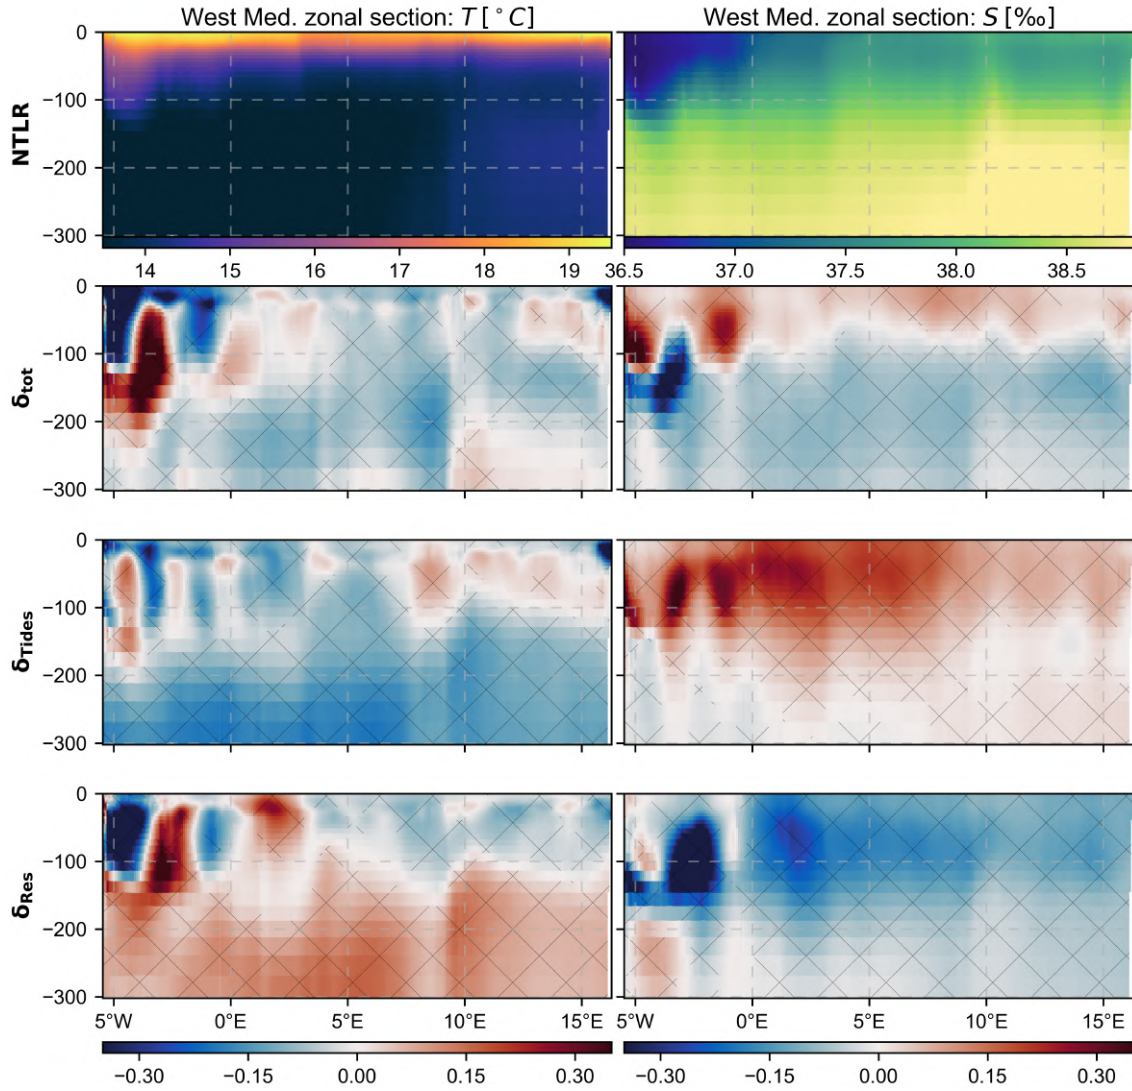 West Med. zonal section: T [°C] West Med. zonal section: S [‰]
NTLR
0
−100
−200
−300
14 15 16 17 18 19 36.5 37.0 37.5 38.0 38.5
δtot
0
−100
−200
−300
δTides
0
−100
−200
−300
δRes
0
−100
−200
−300
5°W 0°E 5°E 10°E 15°E 5°W 0°E 5°E 10°E 15°E
−0.30 −0.15 0.00 0.15 0.30 −0.30 −0.15 0.00 0.15 0.30